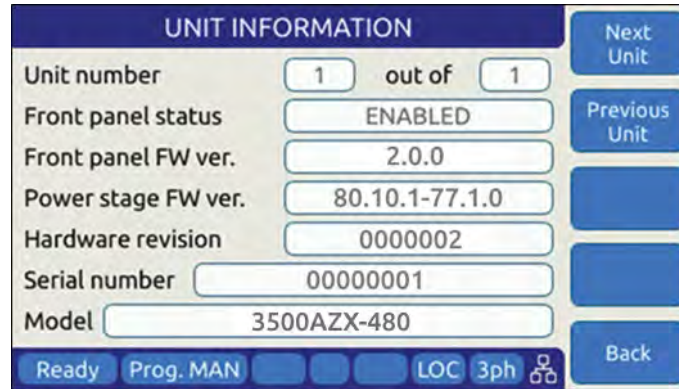 UNIT INFORMATION
Unit number 1 out of 1
Front panel status ENABLED
Front panel FW ver. 2.0.0
Power stage FW ver. 80.10.1-77.1.0
Hardware revision 0000002
Serial number 00000001
Model 3500AZX-480
Ready Prog. MAN LOC 3ph
Next
Unit
Previous
Unit
Back